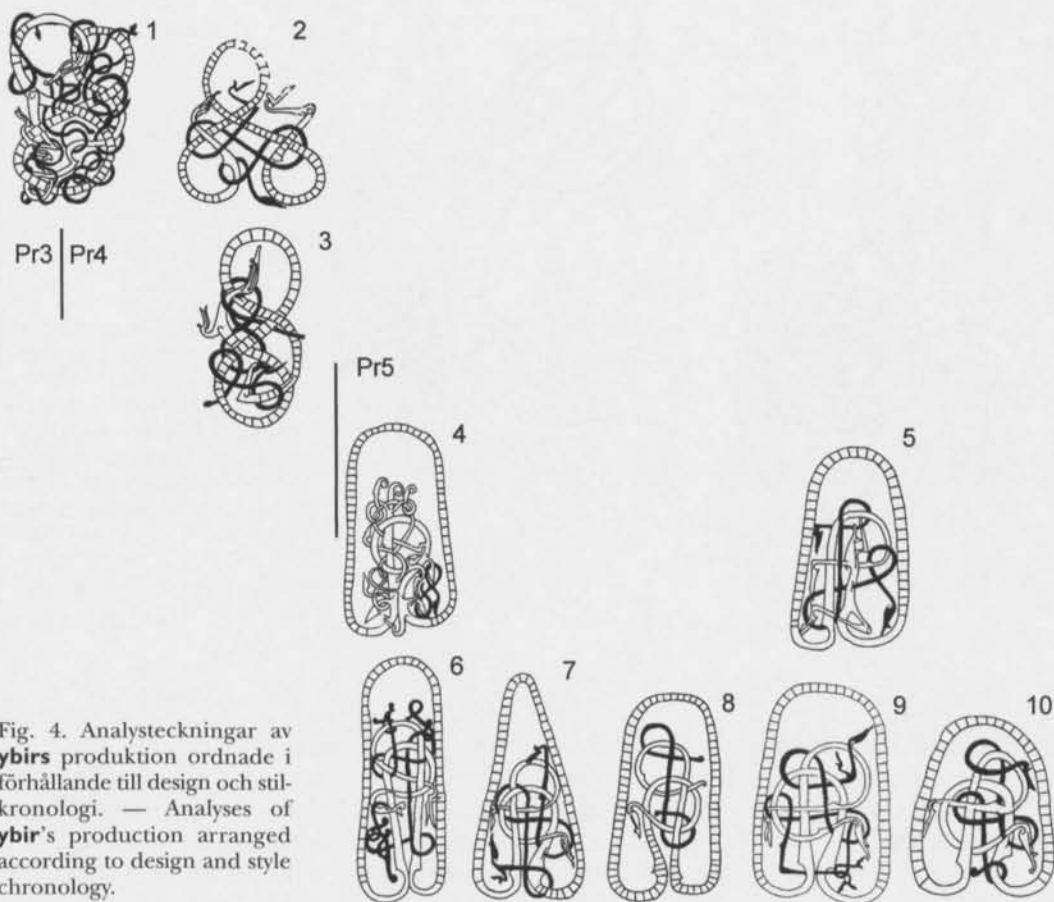 1
2
Pr3 Pr4
3
Pr5
4
5
6
7
8
9
10
Fig. 4. Analysteckningar av
ybirs produktion ordnade i
förhållande till design och stil-
kronologi. — Analyses of
ybir's production arranged
according to design and style
chronology.